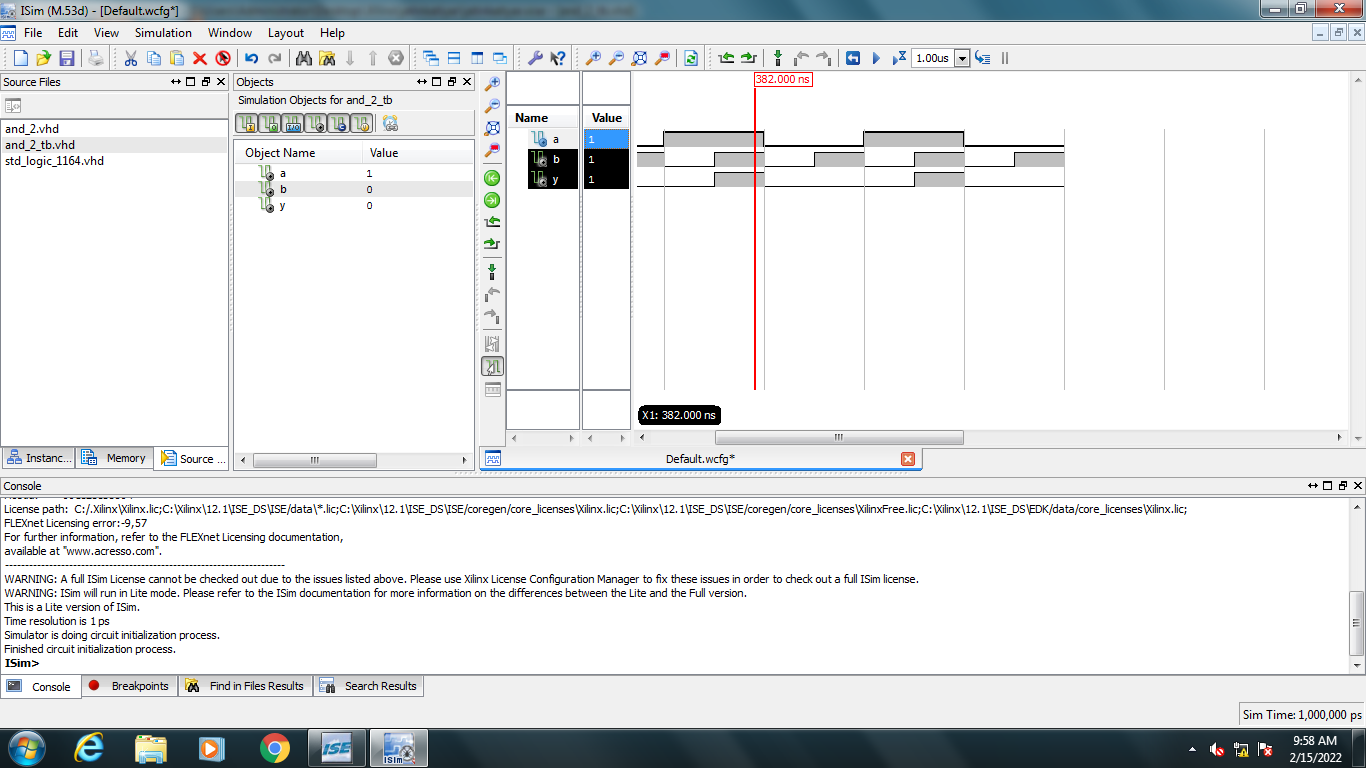 ISim (M.53d) - [Default.wcfg*]
File Edit View Simulation Window Layout Help
1.00us
Source Files
Objects
Simulation Objects for and_2_tb
and_2.vhd
and_2_tb.vhd
std_logic_1164.vhd
Object Name Value
a 1
b 0
y 0
Name Value
a 1
b 1
y 1
382.000 ns
X1: 382.000 ns
Instanc... Memory Source ...
Default.wcfg*
Console
License path: C:/.Xilinx\Xilinx.lic;C:\Xilinx\12.1\ISE_DS\ISE/data\*.lic;C:\Xilinx\12.1\ISE_DS\ISE/coregen/core_licenses\Xilinx.lic;C:\Xilinx\12.1\ISE_DS\ISE/coregen/core_licenses\XilinxFree.lic;C:\Xilinx\12.1\ISE_DS\EDK/data/core_licenses\Xilinx.lic;
FLEXnet Licensing error:-9,57
For further information, refer to the FLEXnet Licensing documentation,
available at "www.acresso.com".
----------------------------------------------------------------------
WARNING: A full ISim License cannot be checked out due to the issues listed above. Please use Xilinx License Configuration Manager to fix these issues in order to check out a full ISim license.
WARNING: ISim will run in Lite mode. Please refer to the ISim documentation for more information on the differences between the Lite and the Full version.
This is a Lite version of ISim.
Time resolution is 1 ps
Simulator is doing circuit initialization process.
Finished circuit initialization process.
ISim>
Console Breakpoints Find in Files Results Search Results
Sim Time: 1,000,000 ps
ISE
ISim
9:58 AM
2/15/2022